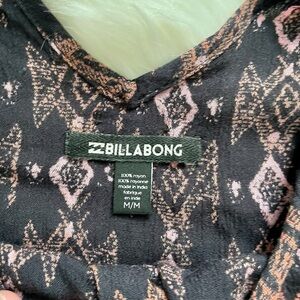 BILLABONG
100% rayon
100% rayonne
made in India
fabriqué
en inde
M/M